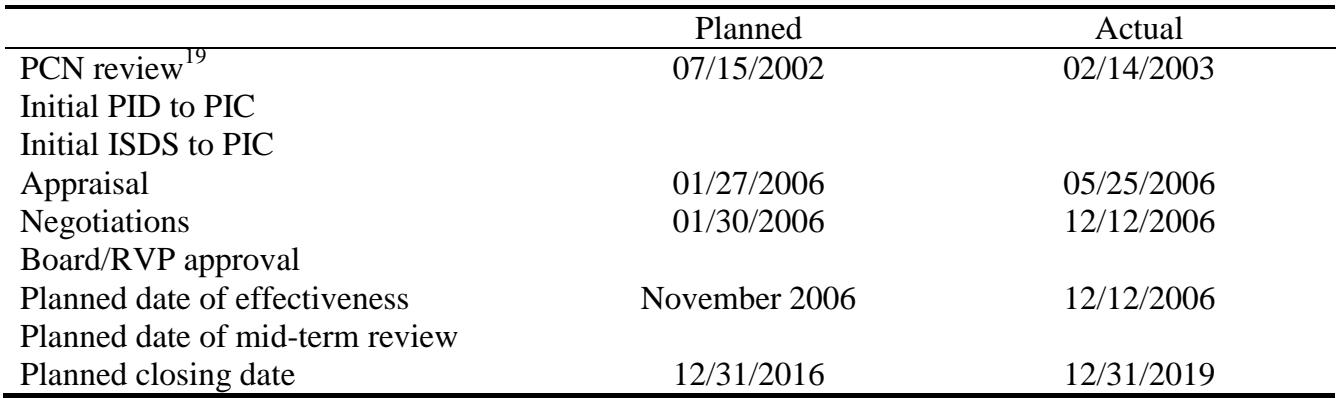 Planned Actual
PCN review19 07/15/2002 02/14/2003
Initial PID to PIC
Initial ISDS to PIC
Appraisal 01/27/2006 05/25/2006
Negotiations 01/30/2006 12/12/2006
Board/RVP approval
Planned date of effectiveness November 2006 12/12/2006
Planned date of mid-term review
Planned closing date 12/31/2016 12/31/2019